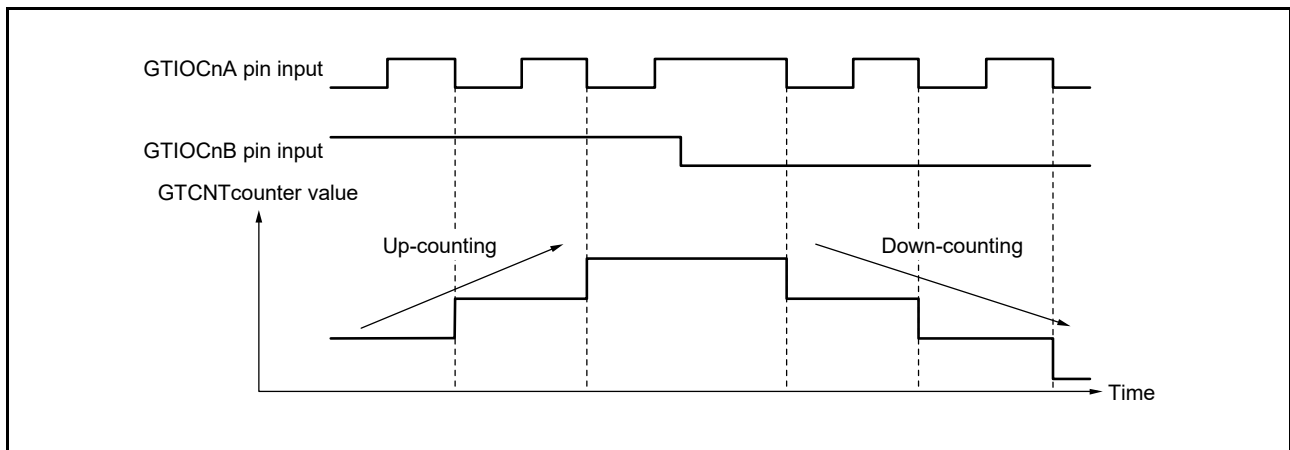 GTIOCnA pin input
GTIOCnB pin input
GTCNTcounter value
Up-counting
Down-counting
Time